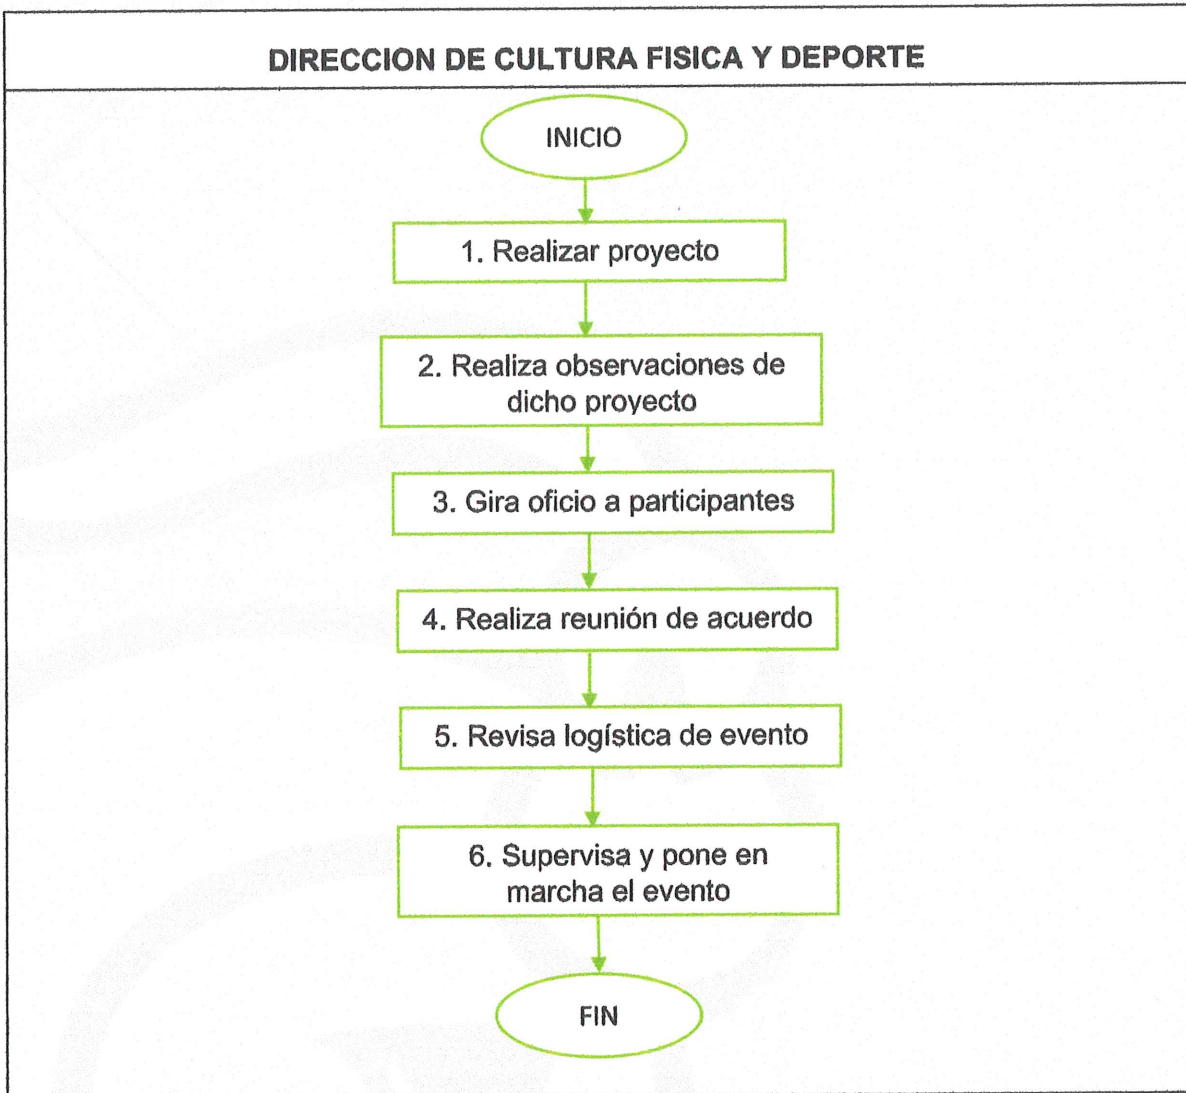 DIRECCION DE CULTURA FISICA Y DEPORTE
INICIO
1. Realizar proyecto
2. Realiza observaciones de
dicho proyecto
3. Gira oficio a participantes
4. Realiza reunión de acuerdo
5. Revisa logística de evento
6. Supervisa y pone en
marcha el evento
FIN